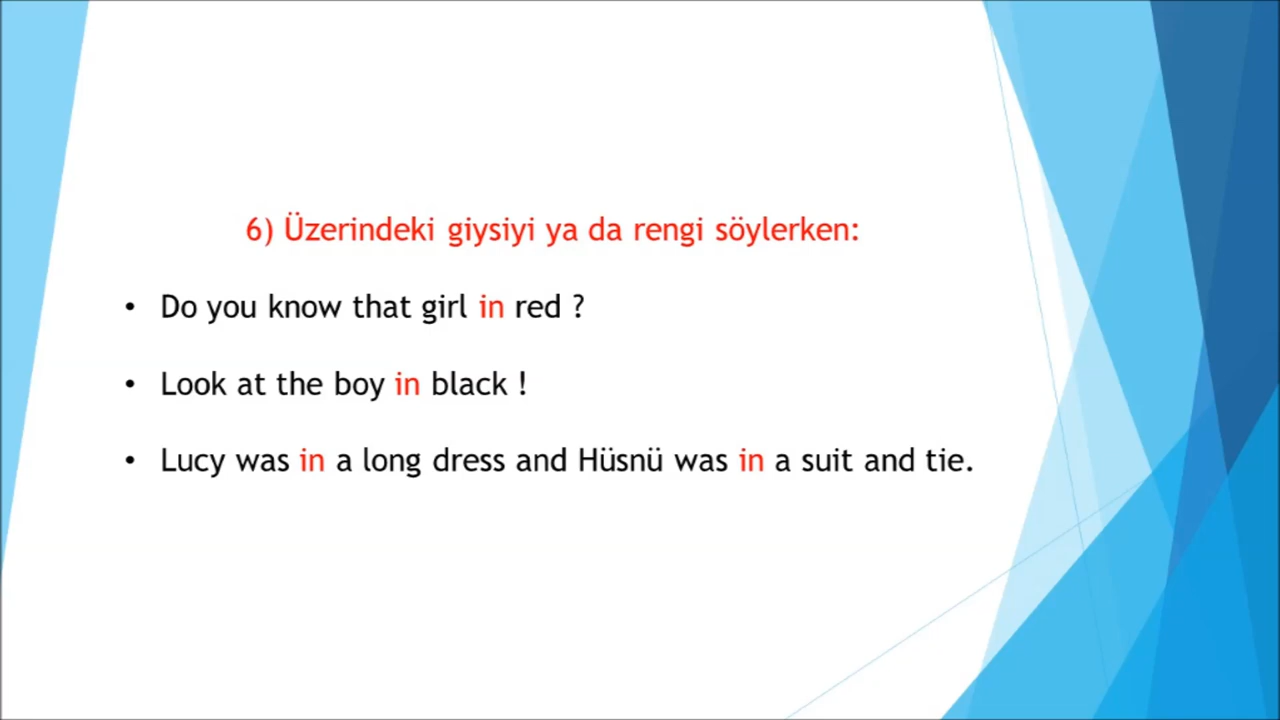 6) Üzerindeki giysiyi ya da rengi söylerken:
• Do you know that girl in red ?
• Look at the boy in black !
• Lucy was in a long dress and Hüsnü was in a suit and tie.